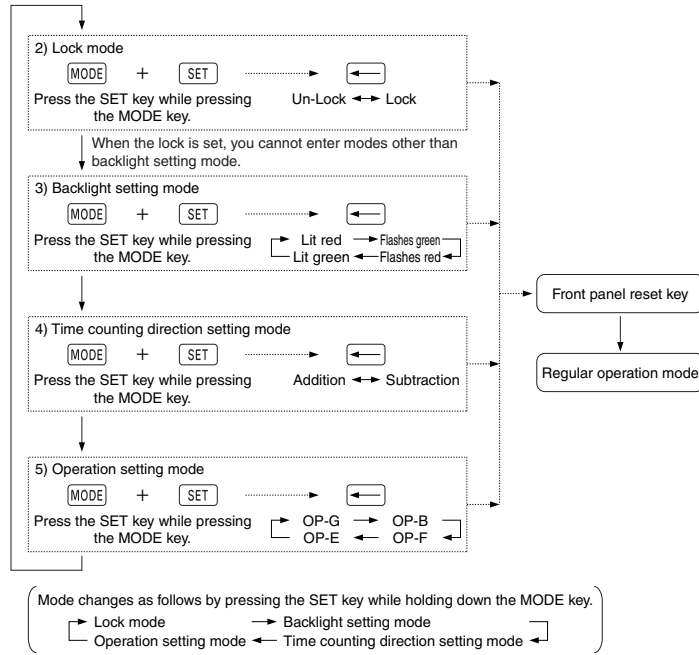 2) Lock mode
MODE + SET ←
Press the SET key while pressing
the MODE key.
Un-Lock ↔ Lock
When the lock is set, you cannot enter modes other than
backlight setting mode.
3) Backlight setting mode
MODE + SET ←
Press the SET key while pressing
the MODE key.
Lit red → Flashes green
Lit green ← Flashes red
4) Time counting direction setting mode
MODE + SET ←
Press the SET key while pressing
the MODE key.
Addition ↔ Subtraction
5) Operation setting mode
MODE + SET ←
Press the SET key while pressing
the MODE key.
OP-G → OP-B
OP-E ← OP-F
Front panel reset key
Regular operation mode
Mode changes as follows by pressing the SET key while holding down the MODE key.
Lock mode → Backlight setting mode
Operation setting mode ← Time counting direction setting mode